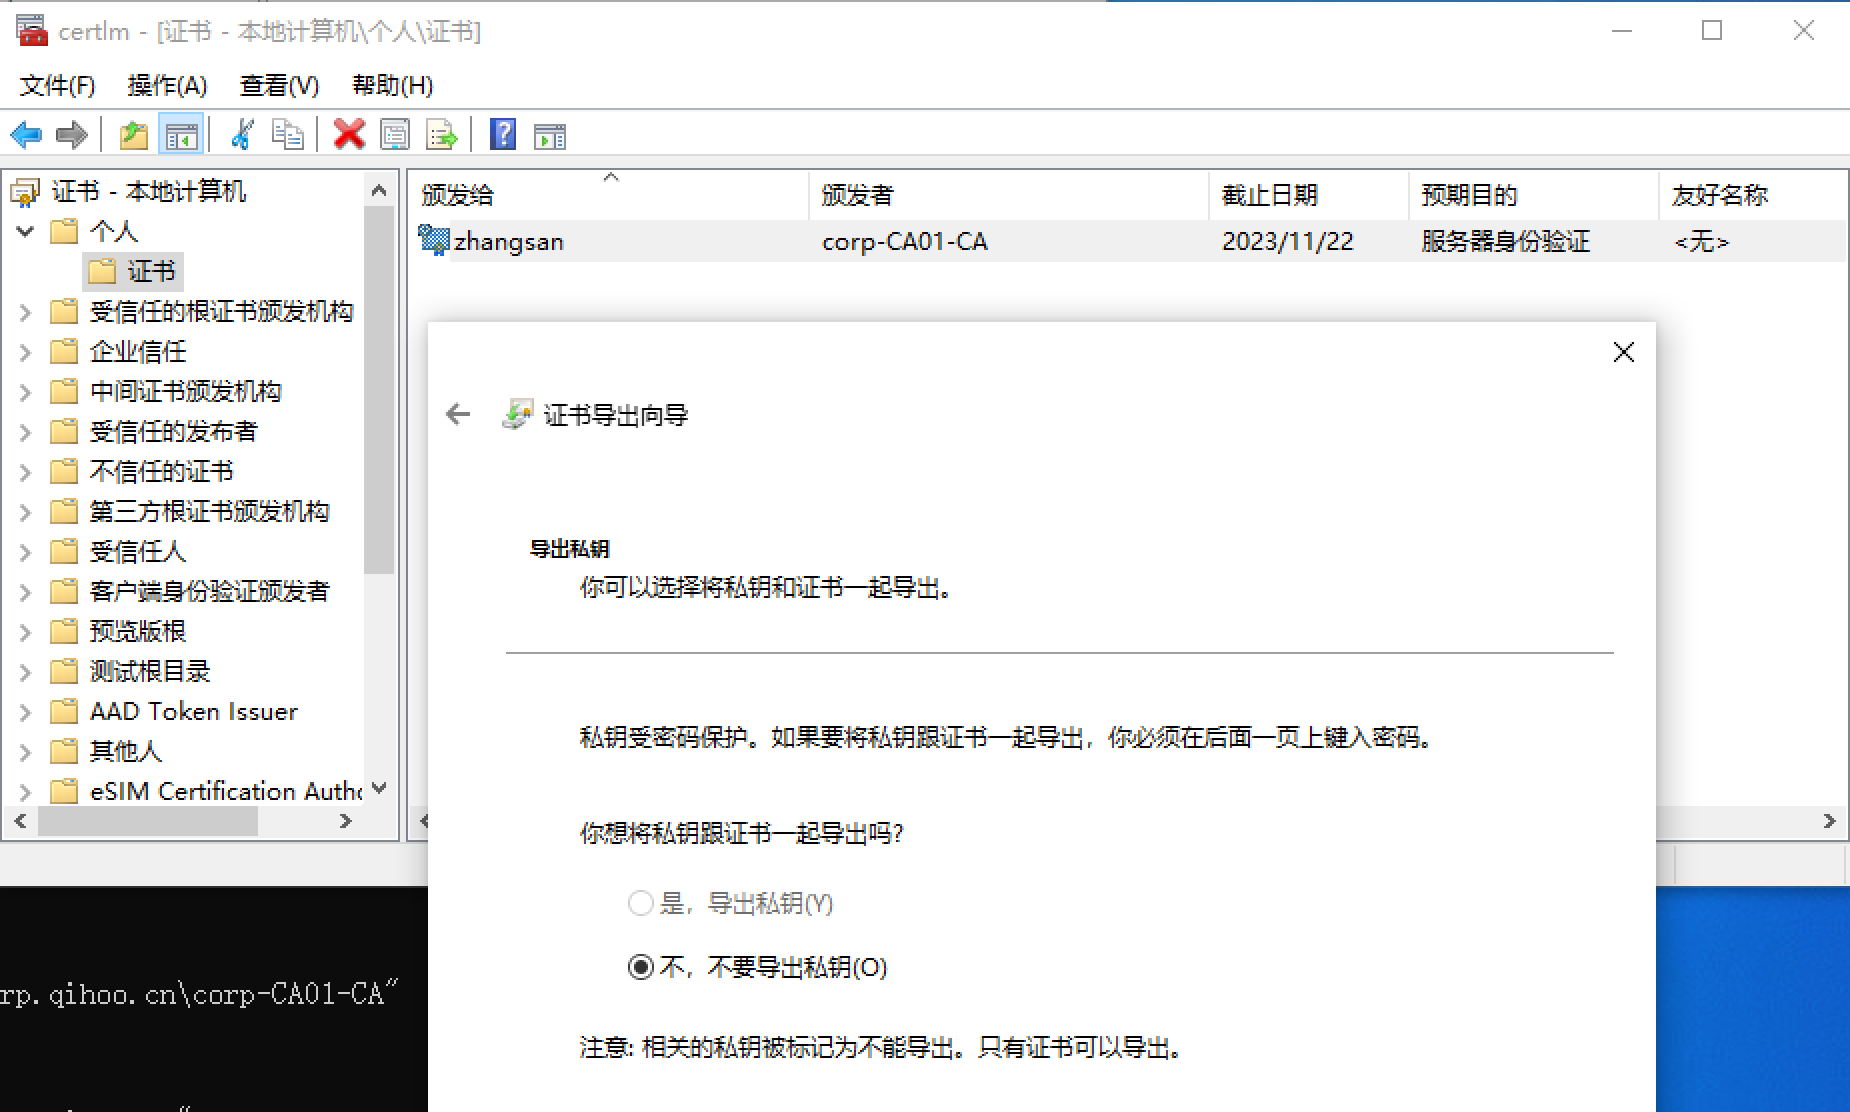 certlm - [证书 - 本地计算机\个人\证书]
文件(F) 操作(A) 查看(V) 帮助(H)
证书 - 本地计算机
个人
证书
受信任的根证书颁发机构
企业信任
中间证书颁发机构
受信任的发布者
不信任的证书
第三方根证书颁发机构
受信任人
客户端身份验证颁发者
预览版根
测试根目录
AAD Token Issuer
其他人
eSIM Certification Autho
颁发给 颁发者 截止日期 预期目的 友好名称
zhangsan corp-CA01-CA 2023/11/22 服务器身份验证 <无>
证书导出向导
导出私钥
你可以选择将私钥和证书一起导出。
私钥受密码保护。如果要将私钥跟证书一起导出，你必须在后面一页上键入密码。
你想将私钥跟证书一起导出吗?
是，导出私钥(Y)
不，不要导出私钥(O)
注意: 相关的私钥被标记为不能导出。只有证书可以导出。
rp.qihoo.cn\corp-CA01-CA"